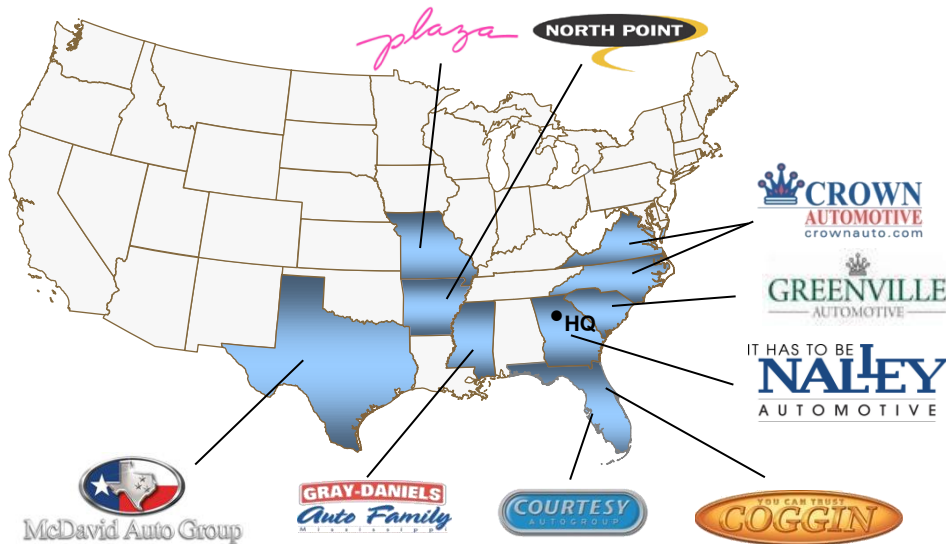 plaza
NORTH POINT
CROWN
AUTOMOTIVE
crownauto.com
GREENVILLE
AUTOMOTIVE
HQ
IT HAS TO BE
NALLEY
AUTOMOTIVE
McDavid Auto Group
GRAY-DANIELS
Auto Family
Mississippi
COURTESY
AUTOGROUP
YOU CAN TRUST
COGGIN